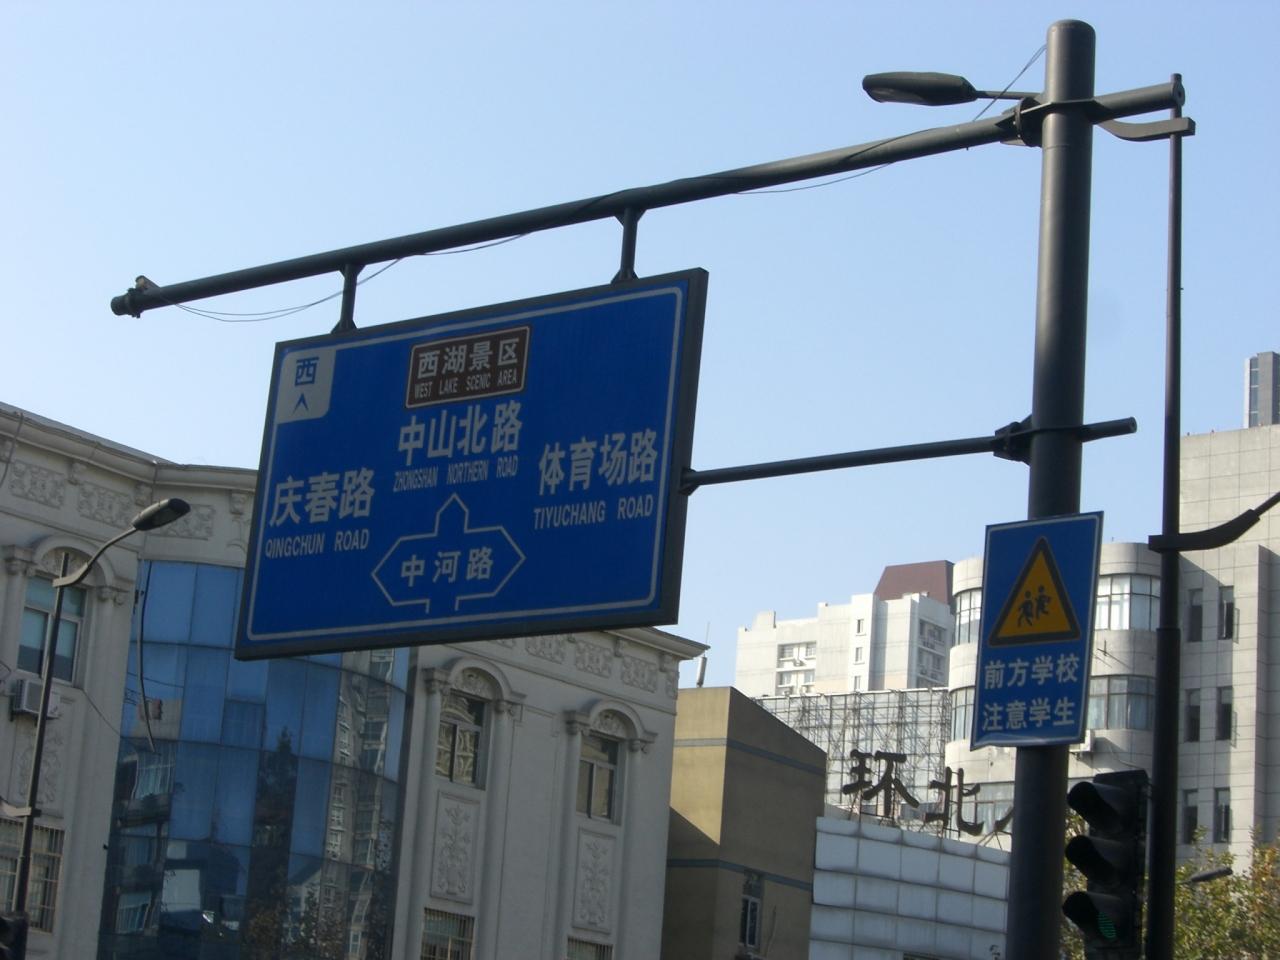 西
西湖景区
WEST LAKE SCENIC AREA
中山北路
ZHONGSHAN NORTHERN ROAD
庆春路
QINGCHUN ROAD
体育场路
TIYUCHANG ROAD
中河路
前方学校
注意学生
环北